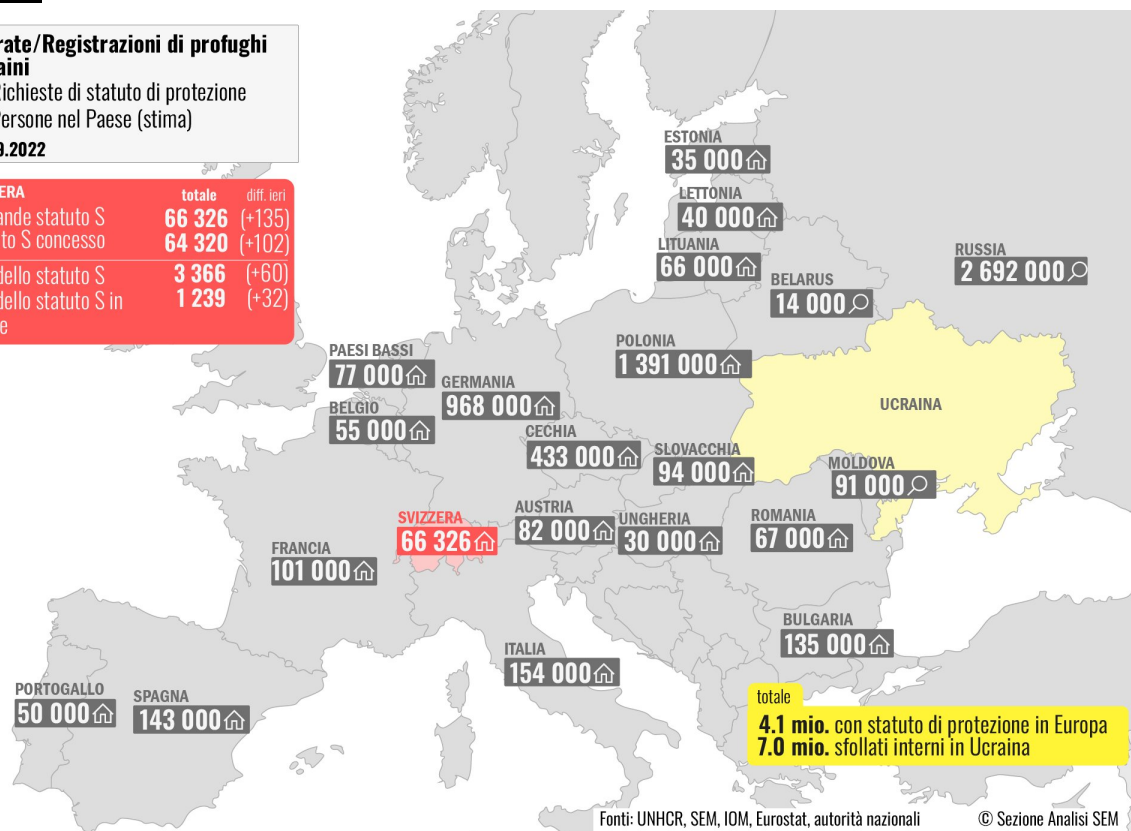 rate/Registrazioni di profughi
aini
ichieste di statuto di protezione
ersone nel Paese (stima)
9.2022
ERA totale diff. ieri
ande statuto S 66 326 (+135)
to S concesso 64 320 (+102)
dello statuto S 3 366 (+60)
dello statuto S in 1 239 (+32)
e
ESTONIA
35 000
LETTONIA
40 000
LITUANIA
66 000
RUSSIA
2 692 000
BELARUS
14 000
POLONIA
1 391 000
PAESI BASSI
77 000
GERMANIA
968 000
BELGIO
55 000
UCRAINA
CECHIA
433 000
SLOVACCHIA
94 000
MOLDOVA
91 000
SVIZZERA
66 326
AUSTRIA
82 000
UNGHERIA
30 000
ROMANIA
67 000
FRANCIA
101 000
BULGARIA
135 000
ITALIA
154 000
PORTOGALLO
50 000
SPAGNA
143 000
totale
4.1 mio. con statuto di protezione in Europa
7.0 mio. sfollati interni in Ucraina
Fonti: UNHCR, SEM, IOM, Eurostat, autorità nazionali © Sezione Analisi SEM